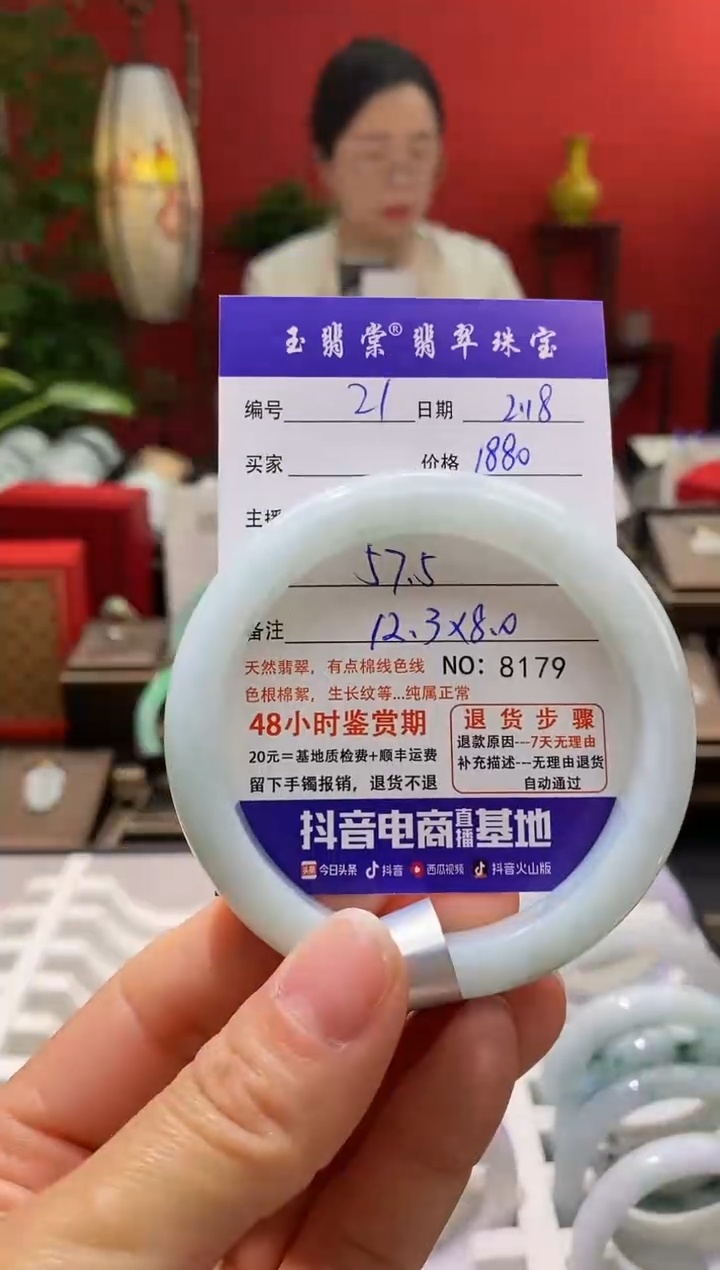 玉翡棠®翡翠珠宝
编号 21 日期 2.18
买家 价格 1880
主播
57.5
备注 12.3X8.0
天然翡翠，有点棉线色线 NO：8179
色根棉絮，生长纹等...纯属正常
48小时鉴赏期
20元＝基地质检费+顺丰运费
留下手镯报销，退货不退
退货步骤
退款原因---7天无理由
补充描述---无理由退货
自动通过
抖音电商直播基地
头条 今日头条 抖音 西瓜视频 抖音火山版